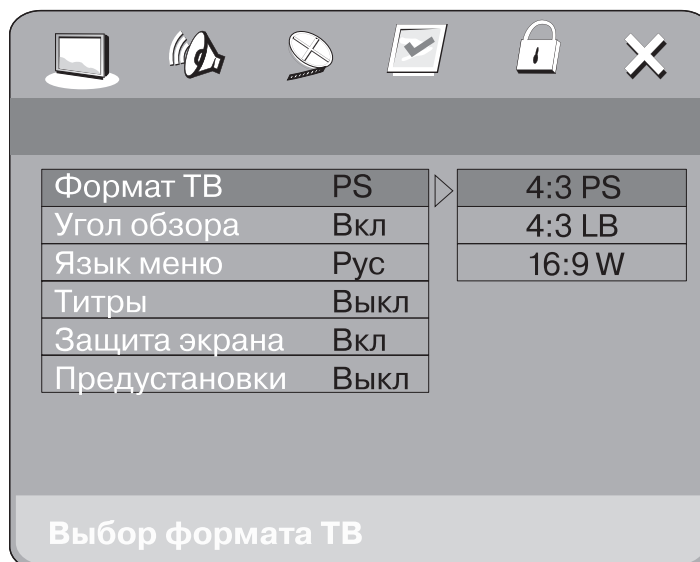 Формат ТВ PS 4:3 PS
Угол обзора Вкл 4:3 LB
Язык меню Рус 16:9 W
Титры Выкл
Защита экрана Вкл
Предустановки Выкл
Выбор формата ТВ